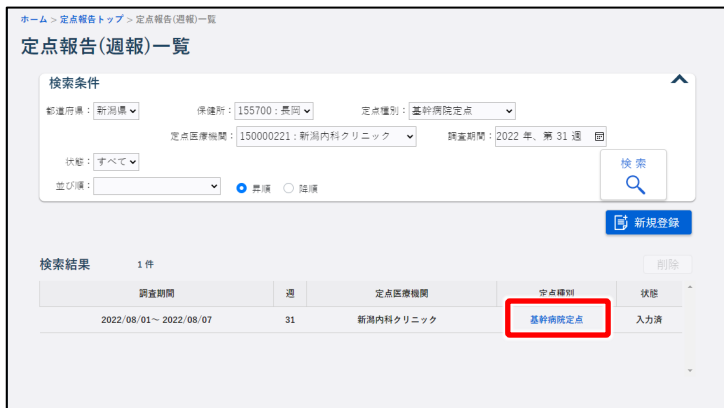 ホーム > 定点報告トップ > 定点報告(週報)一覧
定点報告(週報)一覧
検索条件
都道府県： 新潟県 保健所： 155700：長岡 定点種別： 基幹病院定点
定点医療機関： 150000221：新潟内科クリニック 調査期間： 2022 年、第 31 週
状態： すべて
検索
並び順： 昇順 降順
新規登録
検索結果 1 件
削除
調査期間 週 定点医療機関 定点種別 状態
2022/08/01～ 2022/08/07 31 新潟内科クリニック 基幹病院定点 入力済